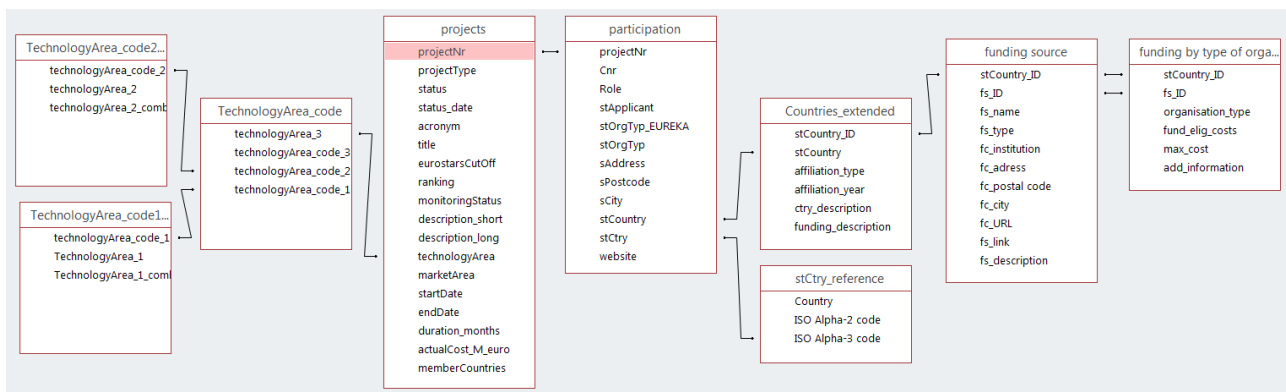 TechnologyArea_code2...
technologyArea_code_2
technologyArea_2
technologyArea_2_comb
TechnologyArea_code1...
technologyArea_code_1
TechnologyArea_1
TechnologyArea_1_coml
TechnologyArea_code
technologyArea_3
technologyArea_code_3
technologyArea_code_2
technologyArea_code_1
projects
projectNr
projectType
status
status_date
acronym
title
eurostarsCutOff
ranking
monitoringStatus
description_short
description_long
technologyArea
marketArea
startDate
endDate
duration_months
actualCost_M_euro
memberCountries
participation
projectNr
Cnr
Role
stApplicant
stOrgTyp_EUREKA
stOrgTyp
sAddress
sPostcode
sCity
stCountry
stCtry
website
Countries_extended
stCountry_ID
stCountry
affiliation_type
affiliation_year
ctry_description
funding_description
stCtry_reference
Country
ISO Alpha-2 code
ISO Alpha-3 code
funding source
stCountry_ID
fs_ID
fs_name
fs_type
fc_institution
fc_adress
fc_postal code
fc_city
fc_URL
fs_link
fs_description
funding by type of orga...
stCountry_ID
fs_ID
organisation_type
fund_elig_costs
max_cost
add_information